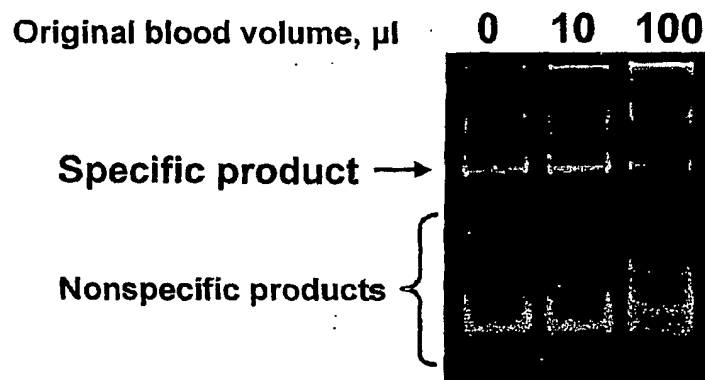 Original blood volume, µl 0 10 100
Specific product
Nonspecific products